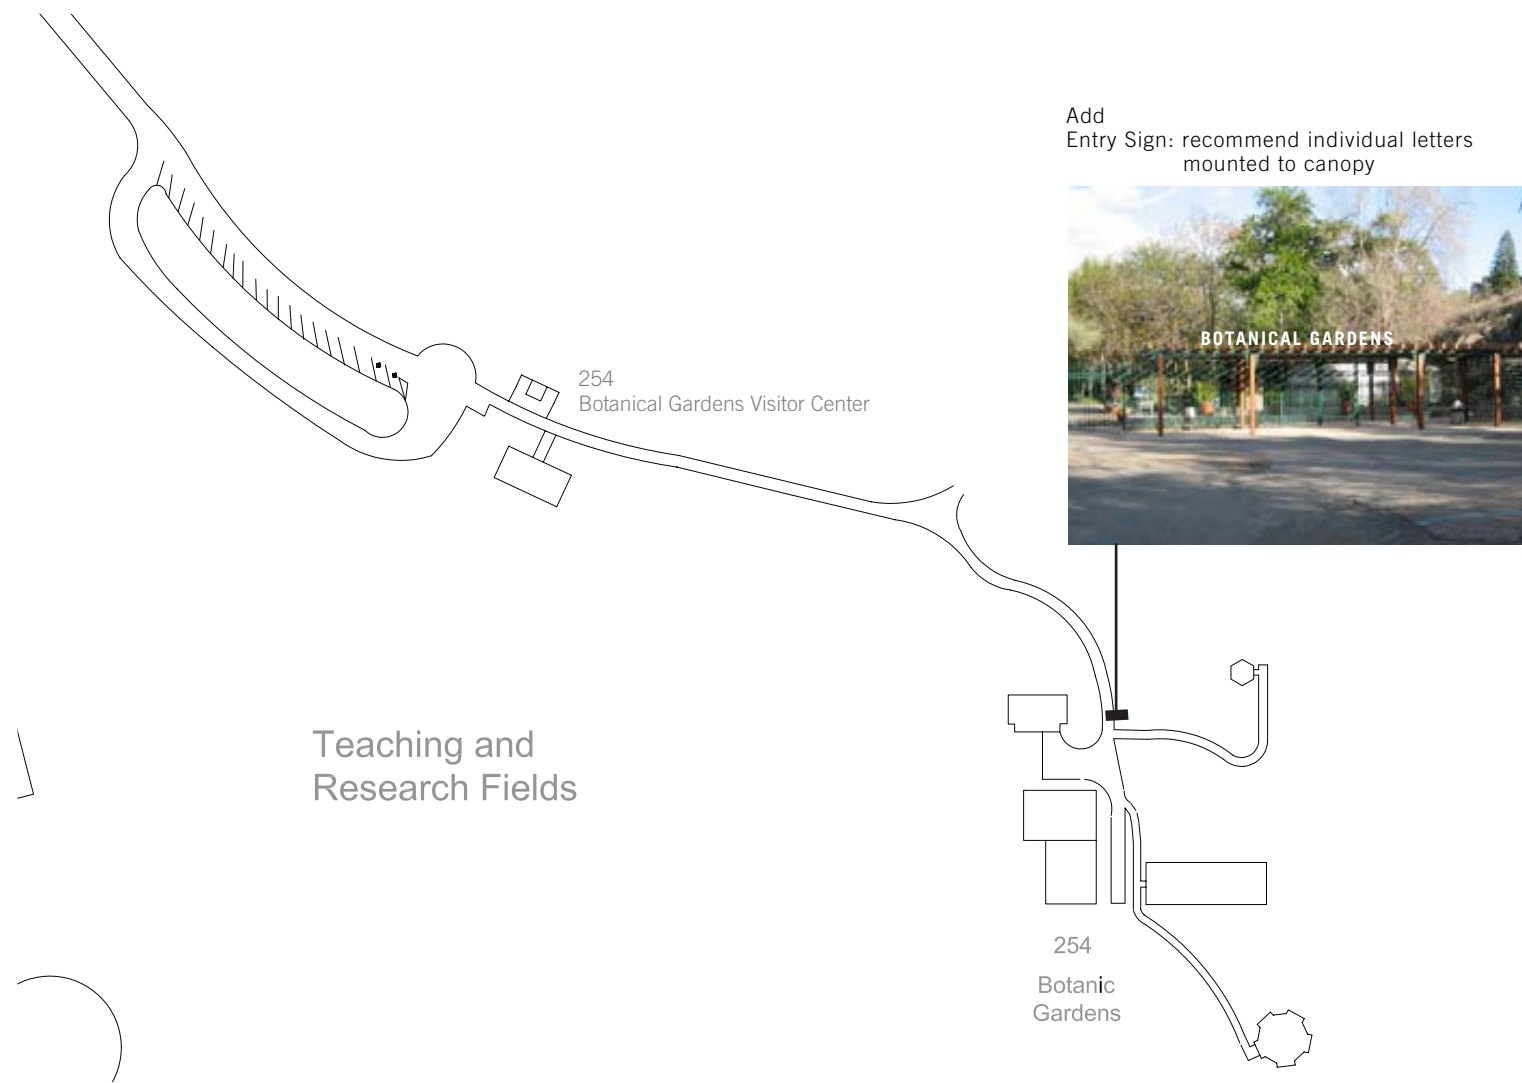 Add
Entry Sign: recommend individual letters
mounted to canopy
BOTANICAL GARDENS
254
Botanical Gardens Visitor Center
Teaching and
Research Fields
254
Botanic
Gardens